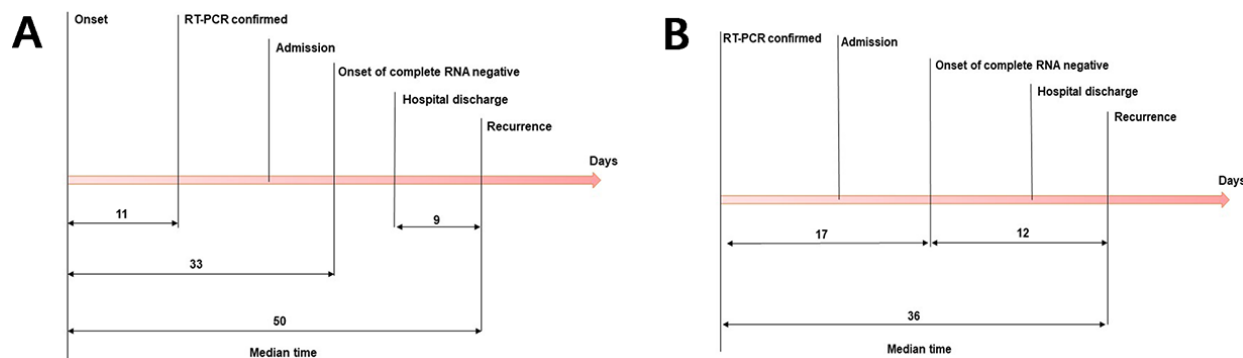 A
Onset
RT-PCR confirmed
Admission
Onset of complete RNA negative
Hospital discharge
Recurrence
Days
11
9
33
50
Median time
B
RT-PCR confirmed
Admission
Onset of complete RNA negative
Hospital discharge
Recurrence
Days
17
12
36
Median time